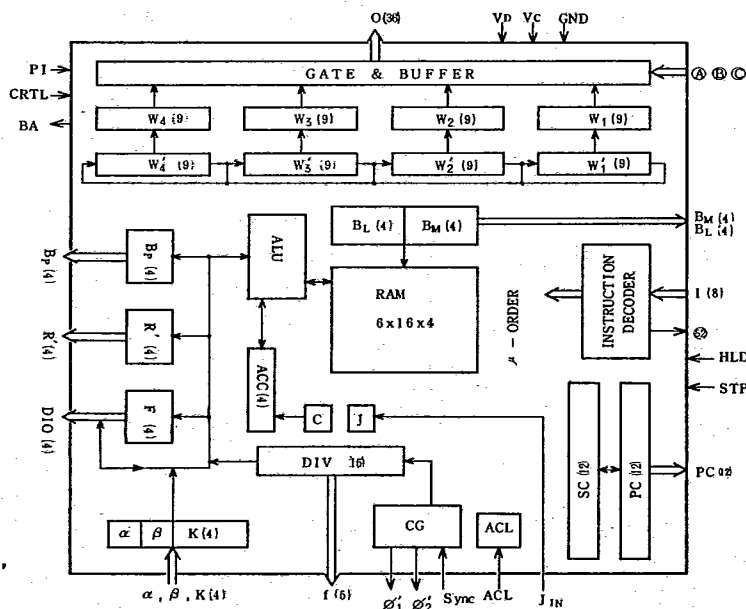 O(36) VD VC GND
PI
GATE & BUFFER
Ⓐ Ⓑ Ⓒ
CRTL
BA
W4 (9) W3 (9) W2 (9) W1 (9)
W'4 (9) W'3 (9) W'2 (9) W'1 (9)
BL (4) BM (4)
BM(4)
BL(4)
BP(4)
BP (4)
ALU
RAM
6x16x4
μ-ORDER
INSTRUCTION DECODER
I (8)
HLD
STP
R'(4)
R' (4)
ACC(4)
DIO(4)
F (4)
C
J
DIV (16)
SC(12)
PC(12)
PC(12)
α β K(4)
CG
ACL
α, β, K(4)
f(6)
Ø'1 Ø'2 Sync ACL JIN